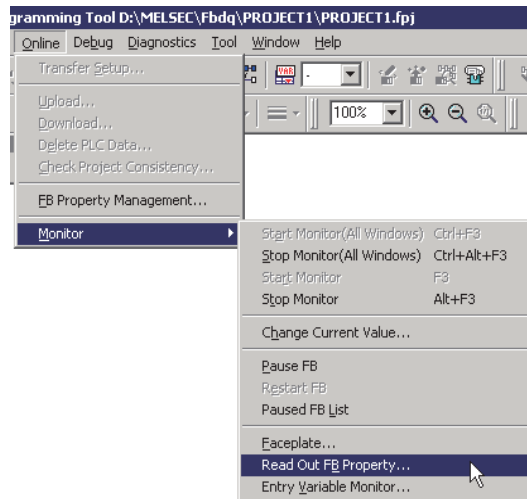 gramming Tool D:\MELSEC\Fbdq\PROJECT1\PROJECT1.fpj
Online Debug Diagnostics Tool Window Help
Transfer Setup...
VAR - 
100%
Upload...
Download...
Delete PLC Data...
Check Project Consistency...
FB Property Management...
Monitor
Start Monitor(All Windows) Ctrl+F3
Stop Monitor(All Windows) Ctrl+Alt+F3
Start Monitor F3
Stop Monitor Alt+F3
Change Current Value...
Pause FB
Restart FB
Paused FB List
Faceplate...
Read Out FB Property...
Entry Variable Monitor...